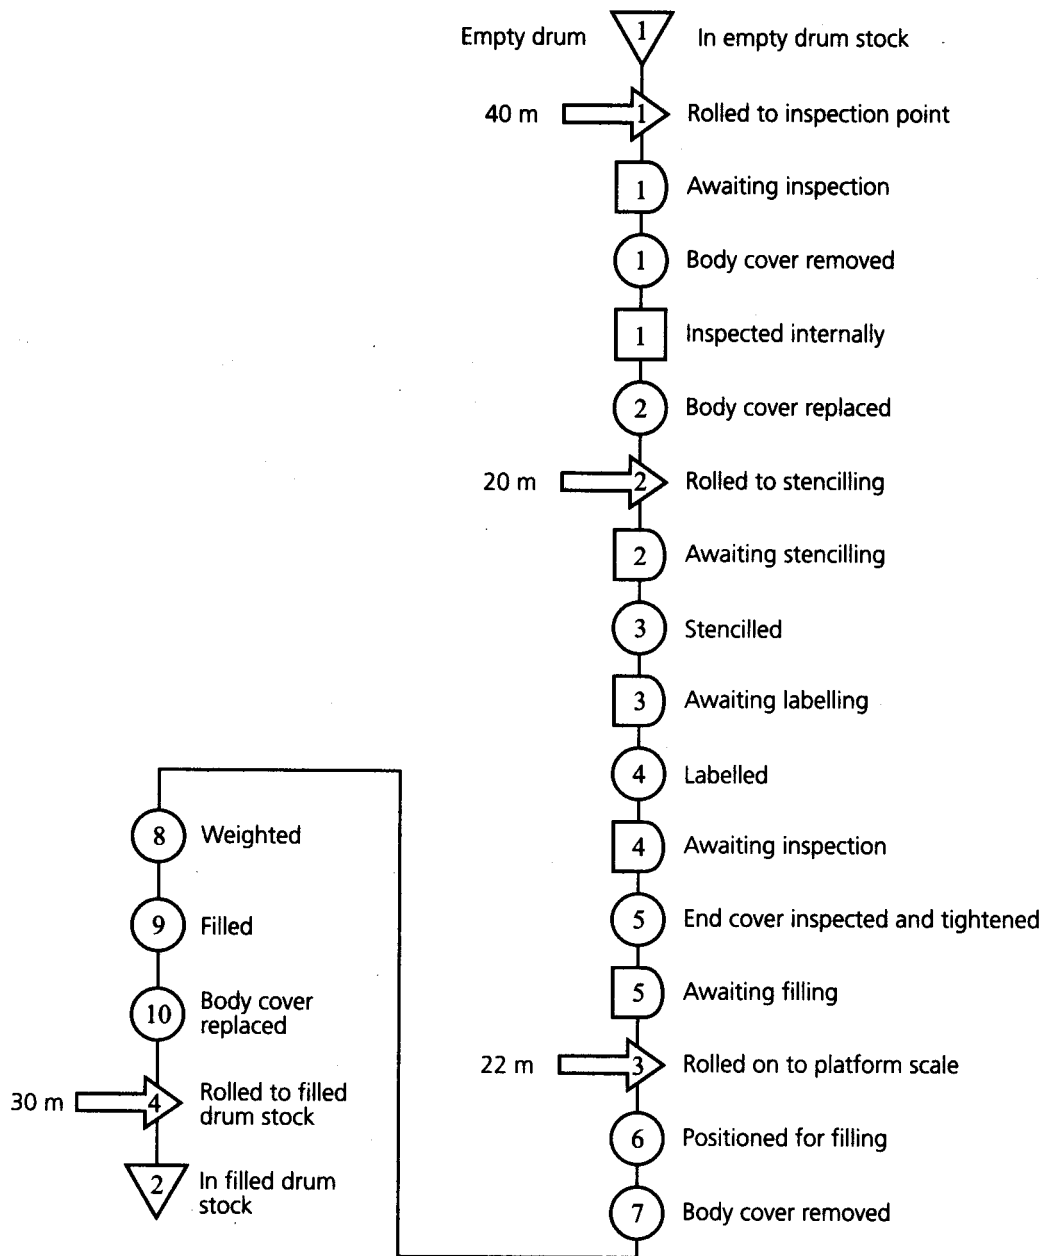 Empty drum 1 In empty drum stock
40 m 1 Rolled to inspection point
1 Awaiting inspection
1 Body cover removed
1 Inspected internally
2 Body cover replaced
20 m 2 Rolled to stencilling
2 Awaiting stencilling
3 Stencilled
3 Awaiting labelling
4 Labelled
4 Awaiting inspection
5 End cover inspected and tightened
5 Awaiting filling
22 m 3 Rolled on to platform scale
6 Positioned for filling
7 Body cover removed
8 Weighted
9 Filled
10 Body cover
replaced
30 m 4 Rolled to filled
drum stock
2 In filled drum
stock